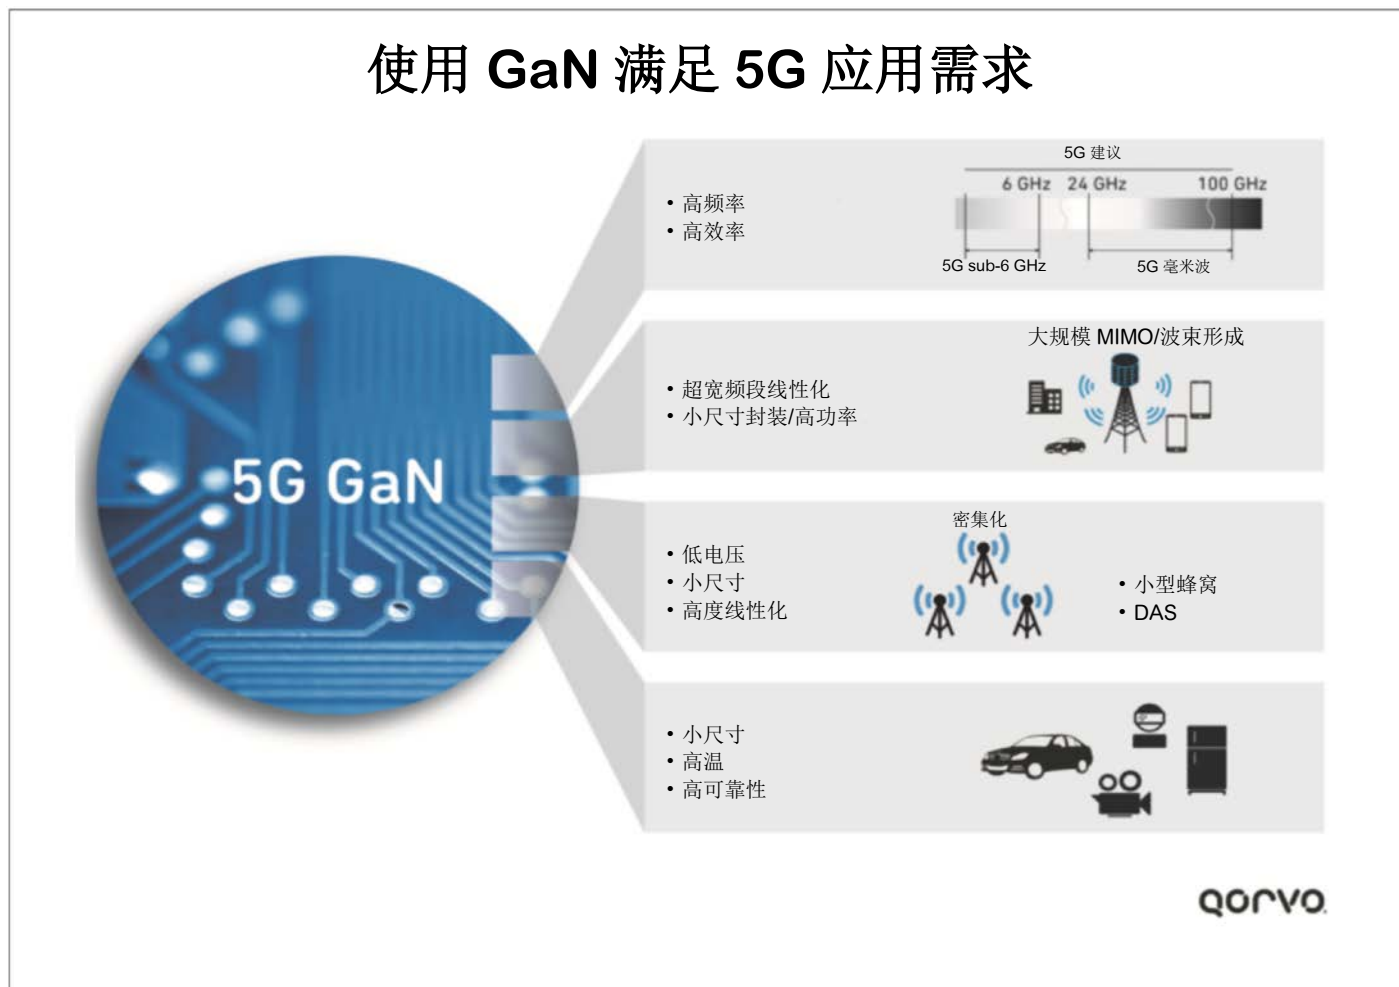 使用 GaN 满足 5G 应用需求
5G GaN
• 高频率
• 高效率
5G 建议
6 GHz 24 GHz 100 GHz
5G sub-6 GHz 5G 毫米波
• 超宽频段线性化
• 小尺寸封装/高功率
大规模 MIMO/波束形成
• 低电压
• 小尺寸
• 高度线性化
密集化
• 小型蜂窝
• DAS
• 小尺寸
• 高温
• 高可靠性
QORVO